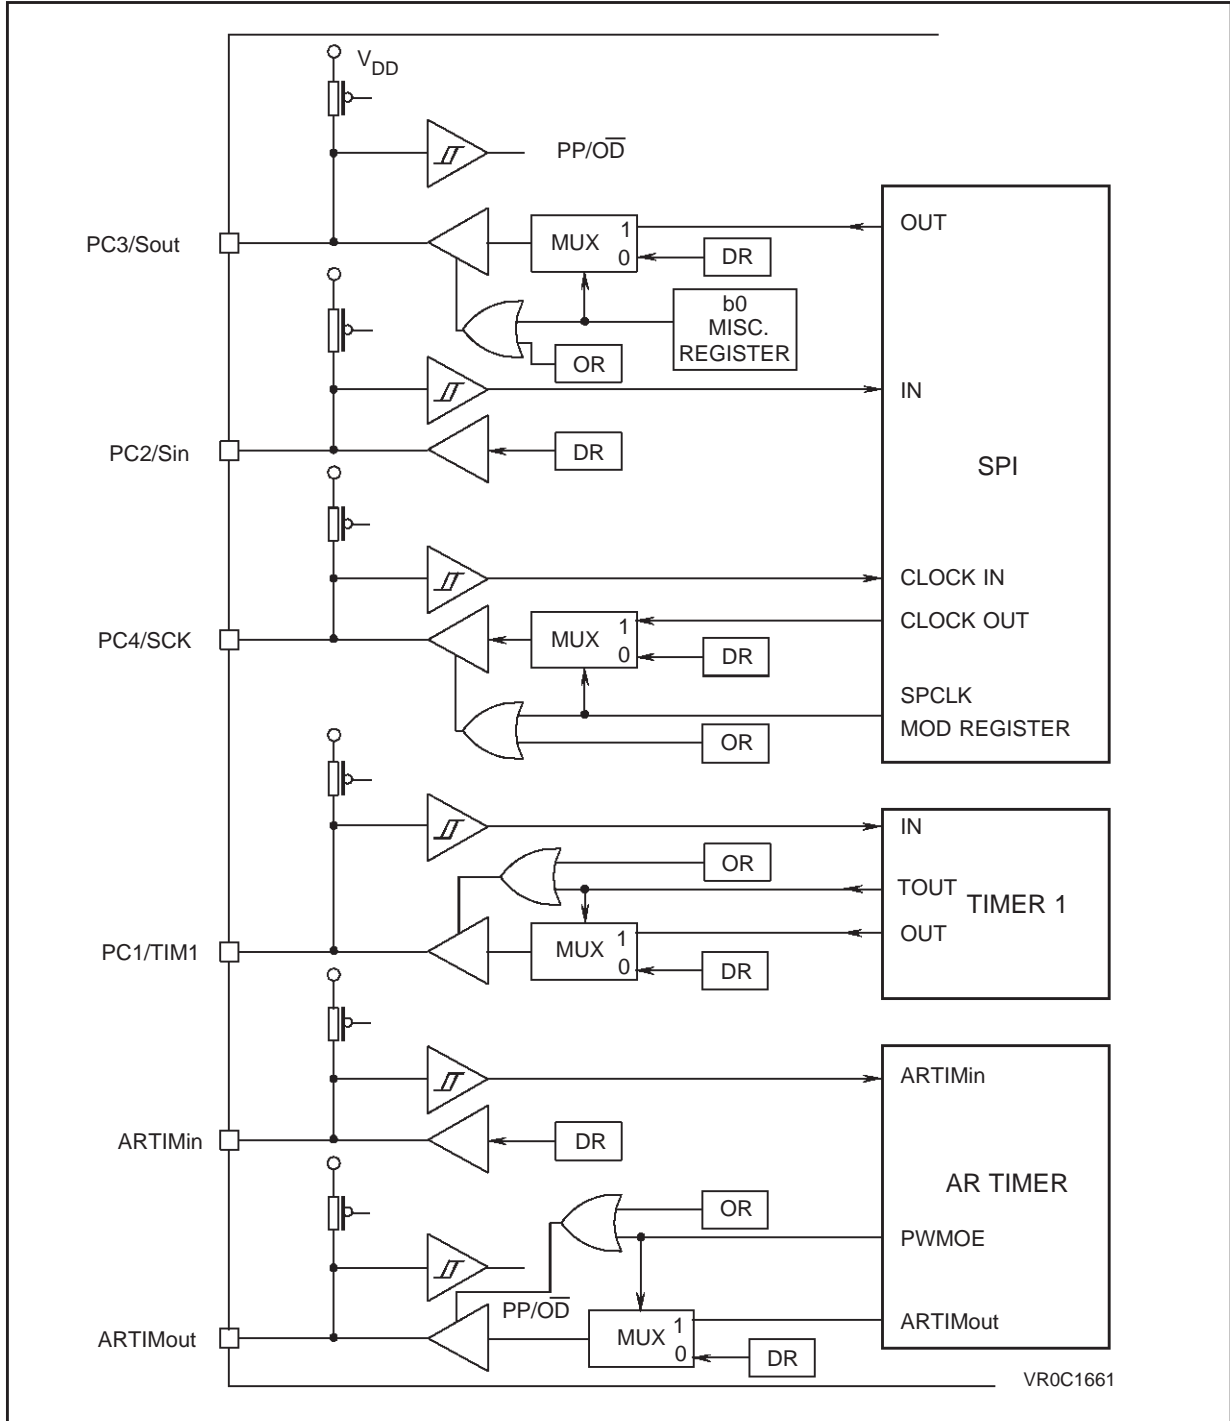 VDD
PP/OD̅
PC3/Sout
MUX
1
0
OUT
DR
b0
MISC.
REGISTER
OR
IN
PC2/Sin
DR
SPI
CLOCK IN
CLOCK OUT
PC4/SCK
MUX
1
0
DR
SPCLK
MOD REGISTER
OR
IN
OR
TOUT
TIMER 1
OUT
PC1/TIM1
MUX
1
0
DR
ARTIMin
ARTIMin
DR
AR TIMER
OR
PWMOE
PP/OD̅
ARTIMout
MUX
1
0
ARTIMout
DR
VR0C1661